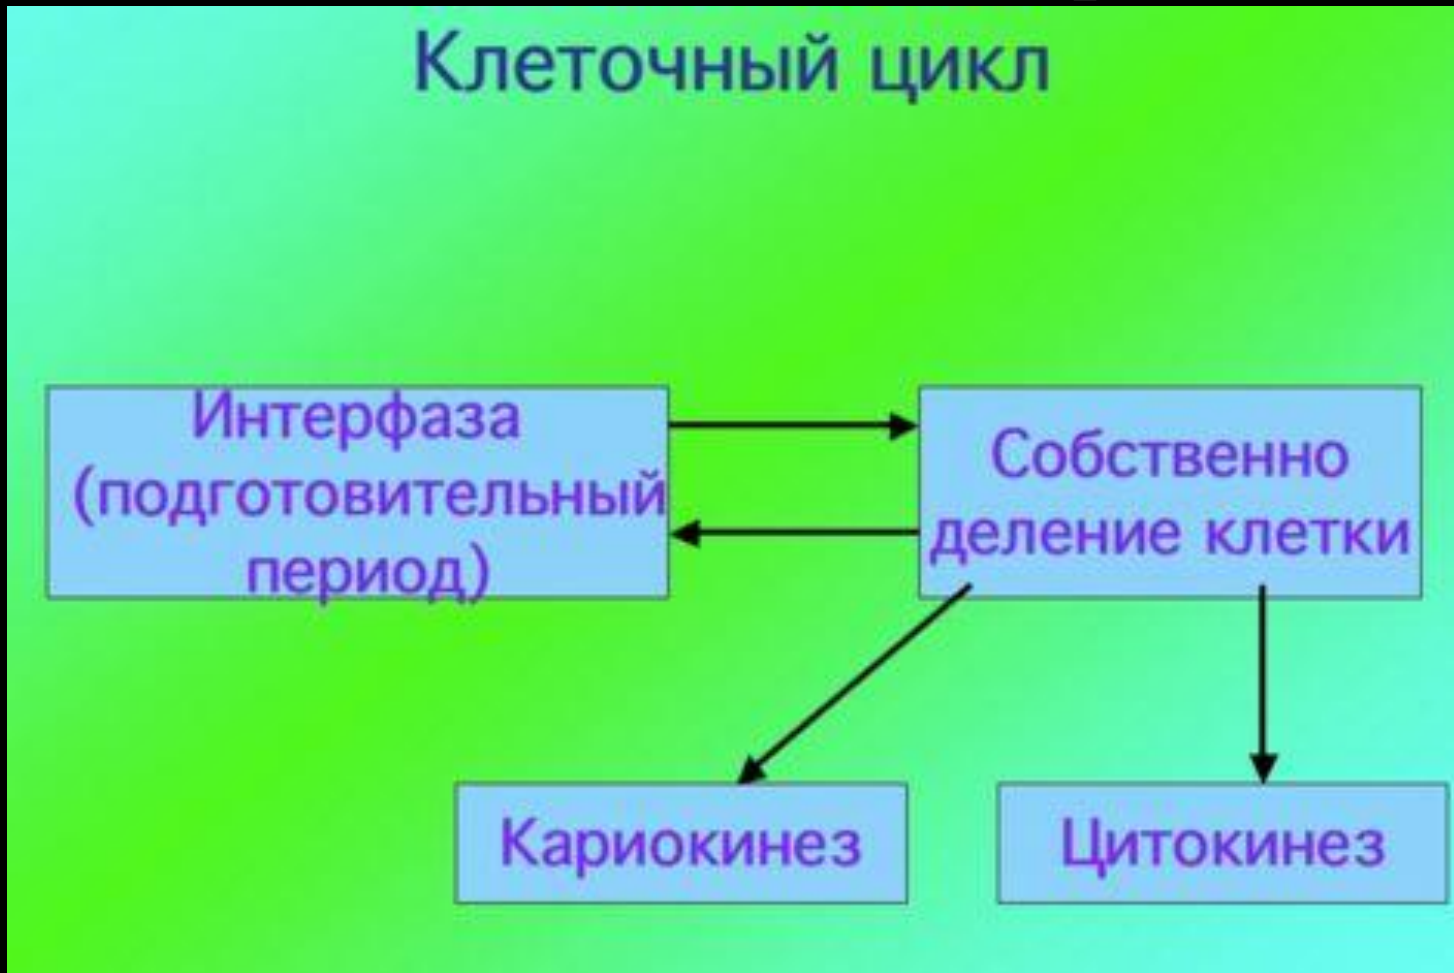 Клеточный цикл
Интерфаза
(подготовительный
период)
Собственно
деление клетки
Кариокинез
Цитокинез